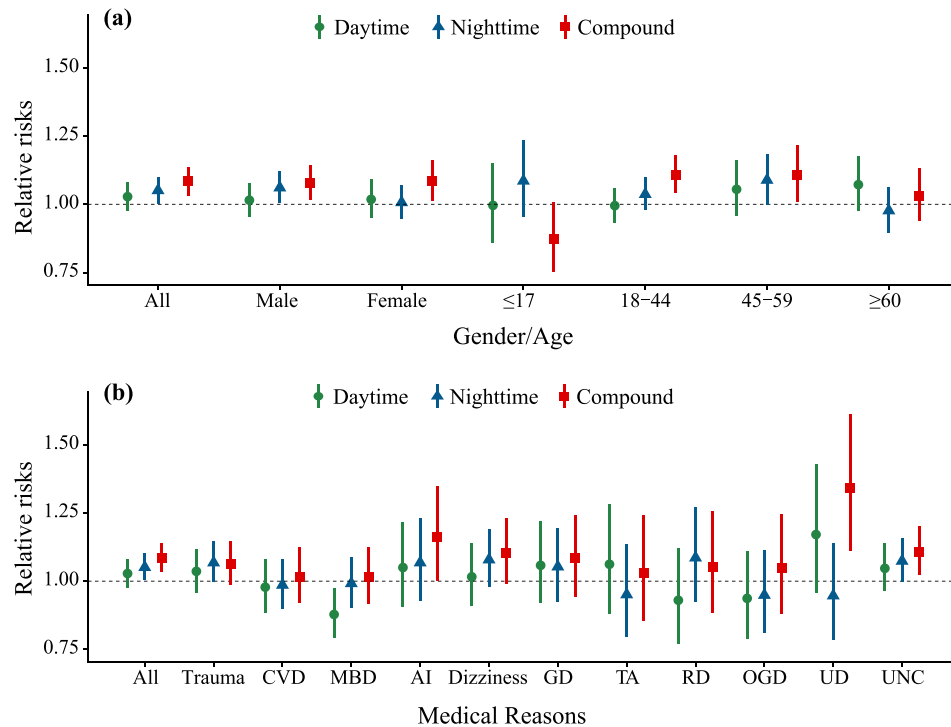 (a)
Daytime Nighttime Compound
Relative risks
1.50
1.25
1.00
0.75
All Male Female ≤17 18−44 45−59 ≥60
Gender/Age
(b)
Daytime Nighttime Compound
Relative risks
1.50
1.25
1.00
0.75
All Trauma CVD MBD AI Dizziness GD TA RD OGD UD UNC
Medical Reasons